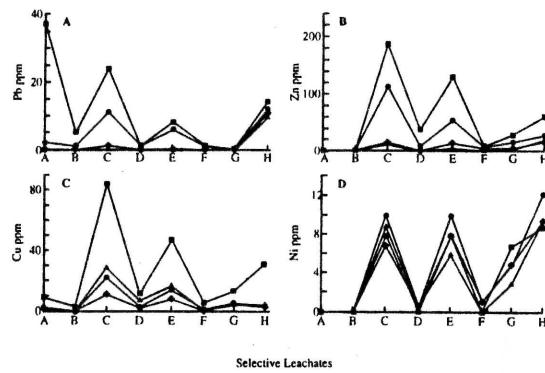 40
A
Pb ppm
20
0
A B C D E F G H
B
200
Zn ppm
100
0
A B C D E F G H
C
80
Cu ppm
40
0
A B C D E F G H
D
12
Ni ppm
8
4
0
A B C D E F G H
Selective Leachates